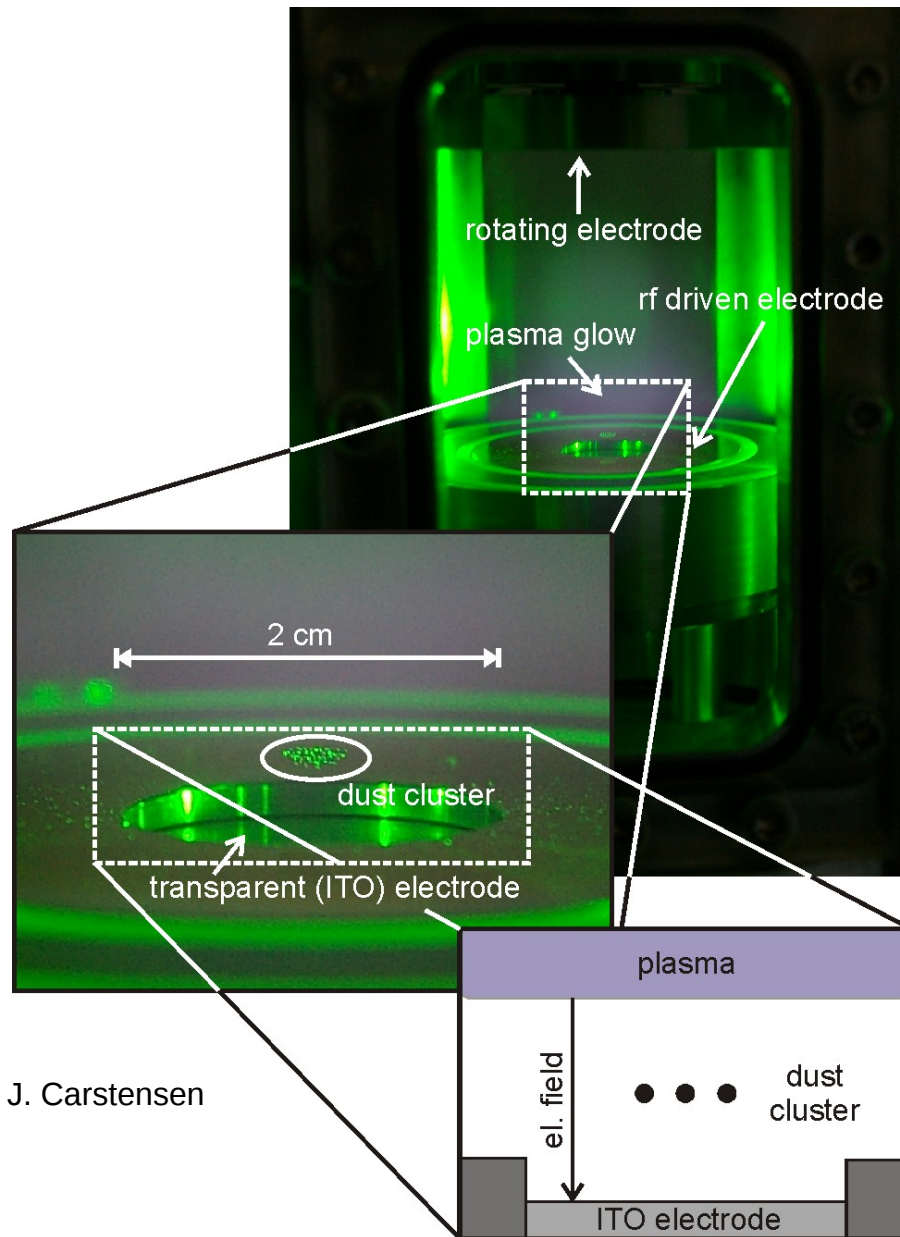 rotating electrode
rf driven electrode
plasma glow
2 cm
dust cluster
transparent (ITO) electrode
plasma
el. field
dust
cluster
ITO electrode
J. Carstensen